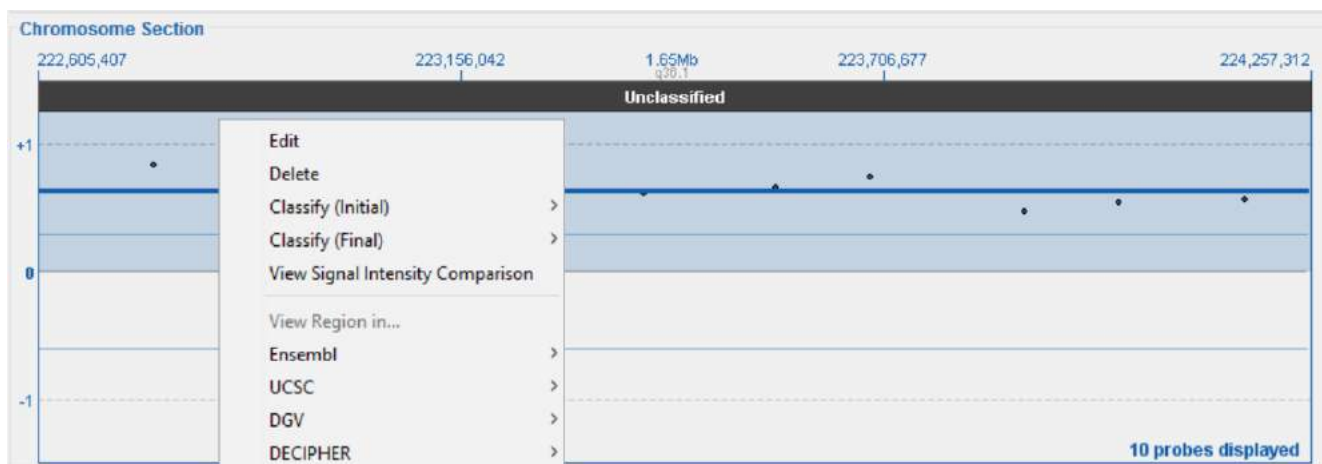 Chromosome Section
222,605,407 223,156,042 1.65Mb 223,706,677 224,257,312
Unclassified
+1
Edit
Delete
Classify (Initial) >
Classify (Final) >
0
View Signal Intensity Comparison
View Region in...
Ensembl >
UCSC >
-1
DGV >
DECIPHER >
10 probes displayed